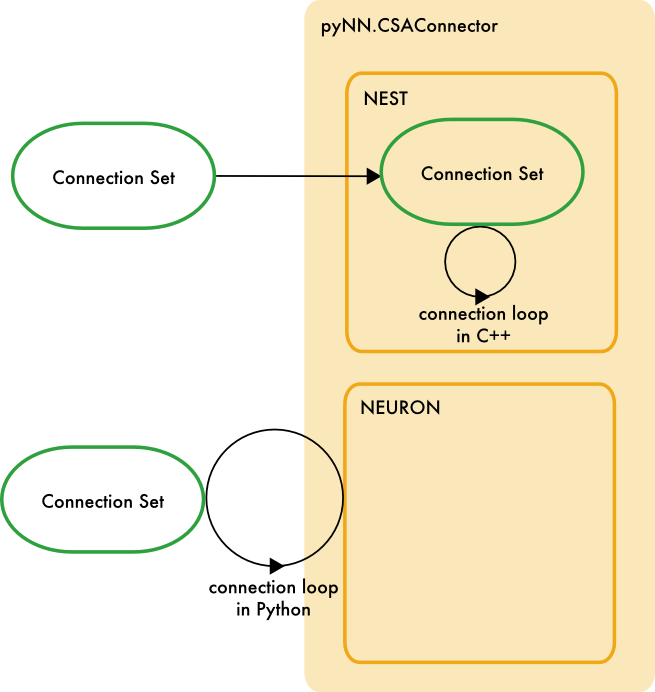 pyNN.CSAConnector
NEST
Connection Set
Connection Set
connection loop
in C++
NEURON
Connection Set
connection loop
in Python